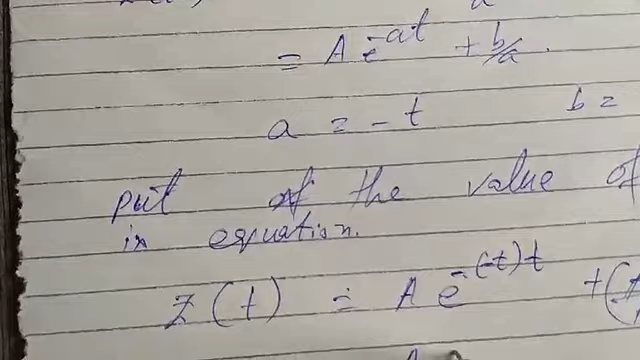 = A e^-at + b/a.
a = -t b =
put of the value of
in equation.
z(t) = A e^-(-t)t + (